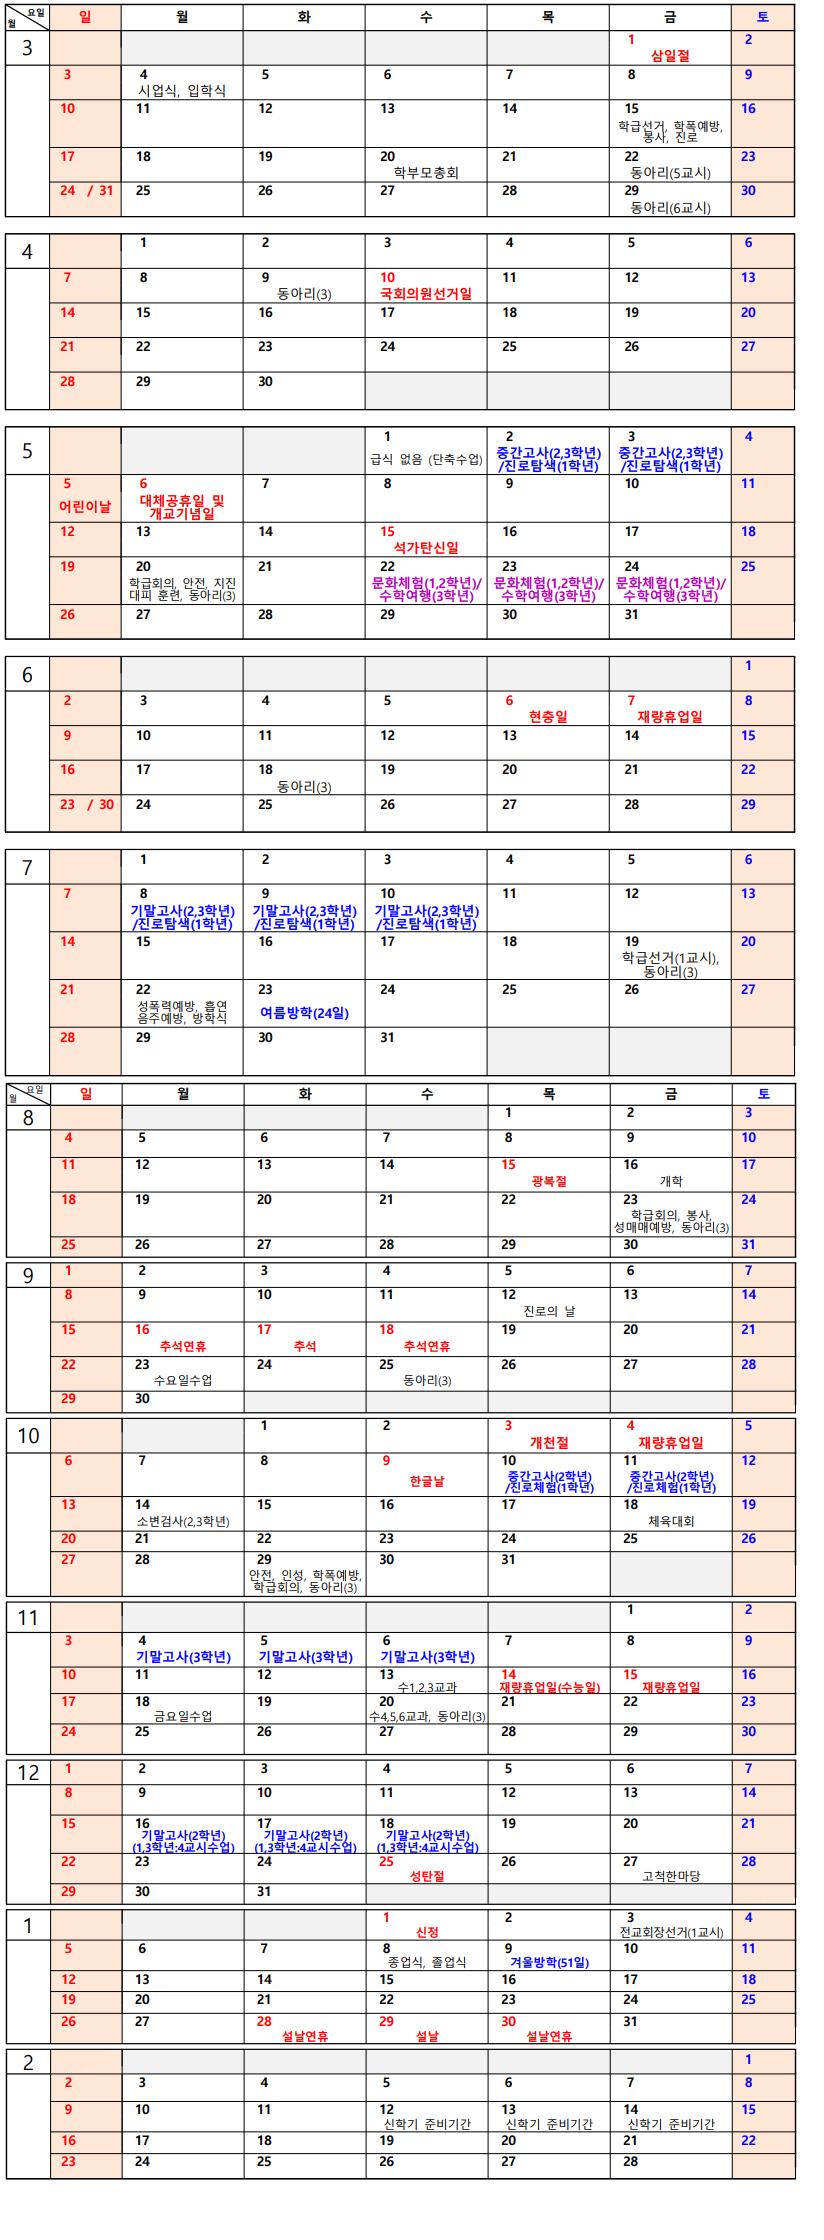 요일
월 일 월 화 수 목 금 토
3 1 2
삼일절
3 4 5 6 7 8 9
시업식, 입학식
10 11 12 13 14 15 16
학급선거, 학폭예방,
봉사, 진로
17 18 19 20 21 22 23
학부모총회 동아리(5교시)
24 / 31 25 26 27 28 29 30
동아리(6교시)
4 1 2 3 4 5 6
7 8 9 10 11 12 13
동아리(3) 국회의원선거일
14 15 16 17 18 19 20
21 22 23 24 25 26 27
28 29 30
5 1 2 3 4
급식 없음 (단축수업) 중간고사(2,3학년) 중간고사(2,3학년)
/진로탐색(1학년) /진로탐색(1학년)
5 6 7 8 9 10 11
어린이날 대체공휴일 및
개교기념일
12 13 14 15 16 17 18
석가탄신일
19 20 21 22 23 24 25
학급회의, 안전, 지진 문화체험(1,2학년)/ 문화체험(1,2학년)/ 문화체험(1,2학년)/
대피 훈련, 동아리(3) 수학여행(3학년) 수학여행(3학년) 수학여행(3학년)
26 27 28 29 30 31
6 1
2 3 4 5 6 7 8
현충일 재량휴업일
9 10 11 12 13 14 15
16 17 18 19 20 21 22
동아리(3)
23 / 30 24 25 26 27 28 29
7 1 2 3 4 5 6
7 8 9 10 11 12 13
기말고사(2,3학년) 기말고사(2,3학년) 기말고사(2,3학년)
/진로탐색(1학년) /진로탐색(1학년) /진로탐색(1학년)
14 15 16 17 18 19 20
학급선거(1교시),
동아리(3)
21 22 23 24 25 26 27
성폭력예방, 흡연 여름방학(24일)
음주예방, 방학식
28 29 30 31
요일
월 일 월 화 수 목 금 토
8 1 2 3
4 5 6 7 8 9 10
11 12 13 14 15 16 17
광복절 개학
18 19 20 21 22 23 24
학급회의, 봉사,
성매매예방, 동아리(3)
25 26 27 28 29 30 31
9 1 2 3 4 5 6 7
8 9 10 11 12 13 14
진로의 날
15 16 17 18 19 20 21
추석연휴 추석 추석연휴
22 23 24 25 26 27 28
수요일수업 동아리(3)
29 30
10 1 2 3 4 5
개천절 재량휴업일
6 7 8 9 10 11 12
한글날 중간고사(2학년) 중간고사(2학년)
/진로체험(1학년) /진로체험(1학년)
13 14 15 16 17 18 19
소변검사(2,3학년) 체육대회
20 21 22 23 24 25 26
27 28 29 30 31
안전, 인성, 학폭예방,
학급회의, 동아리(3)
11 1 2
3 4 5 6 7 8 9
기말고사(3학년) 기말고사(3학년) 기말고사(3학년)
10 11 12 13 14 15 16
수1,2,3교과 재량휴업일(수능일) 재량휴업일
17 18 19 20 21 22 23
금요일수업 수4,5,6교과, 동아리(3)
24 25 26 27 28 29 30
12 1 2 3 4 5 6 7
8 9 10 11 12 13 14
15 16 17 18 19 20 21
기말고사(2학년) 기말고사(2학년) 기말고사(2학년)
(1,3학년:4교시수업) (1,3학년:4교시수업) (1,3학년:4교시수업)
22 23 24 25 26 27 28
성탄절 고척한마당
29 30 31
1 1 2 3 4
신정 전교회장선거(1교시)
5 6 7 8 9 10 11
종업식, 졸업식 겨울방학(51일)
12 13 14 15 16 17 18
19 20 21 22 23 24 25
26 27 28 29 30 31
설날연휴 설날 설날연휴
2 1
2 3 4 5 6 7 8
9 10 11 12 13 14 15
신학기 준비기간 신학기 준비기간 신학기 준비기간
16 17 18 19 20 21 22
23 24 25 26 27 28